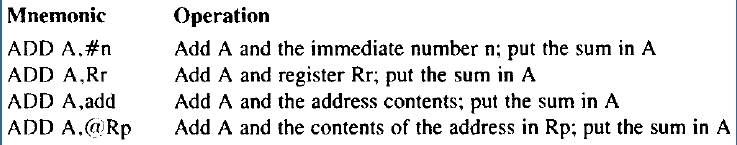 Mnemonic Operation
ADD A,#n Add A and the immediate number n; put the sum in A
ADD A,Rr Add A and register Rr; put the sum in A
ADD A,add Add A and the address contents; put the sum in A
ADD A,@Rp Add A and the contents of the address in Rp; put the sum in A